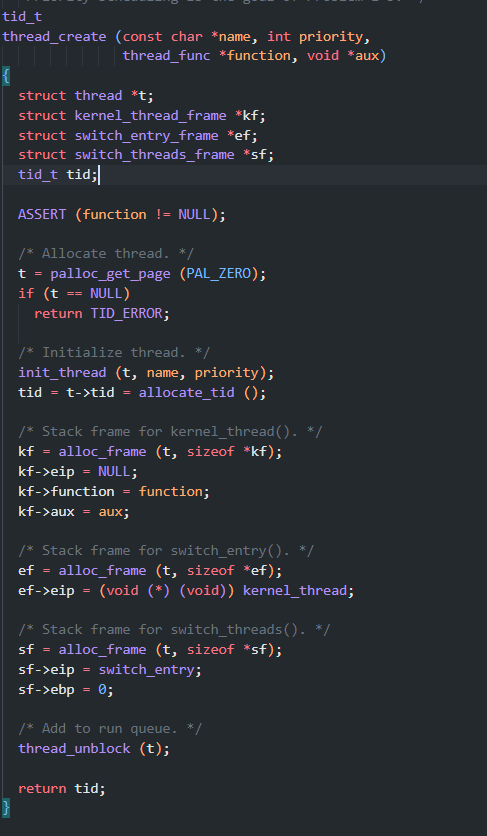 tid_t
thread_create (const char *name, int priority,
               thread_func *function, void *aux)
{
  struct thread *t;
  struct kernel_thread_frame *kf;
  struct switch_entry_frame *ef;
  struct switch_threads_frame *sf;
  tid_t tid;
  ASSERT (function != NULL);
  /* Allocate thread. */
  t = palloc_get_page (PAL_ZERO);
  if (t == NULL)
    return TID_ERROR;
  /* Initialize thread. */
  init_thread (t, name, priority);
  tid = t->tid = allocate_tid ();
  /* Stack frame for kernel_thread(). */
  kf = alloc_frame (t, sizeof *kf);
  kf->eip = NULL;
  kf->function = function;
  kf->aux = aux;
  /* Stack frame for switch_entry(). */
  ef = alloc_frame (t, sizeof *ef);
  ef->eip = (void (*) (void)) kernel_thread;
  /* Stack frame for switch_threads(). */
  sf = alloc_frame (t, sizeof *sf);
  sf->eip = switch_entry;
  sf->ebp = 0;
  /* Add to run queue. */
  thread_unblock (t);
  return tid;
}